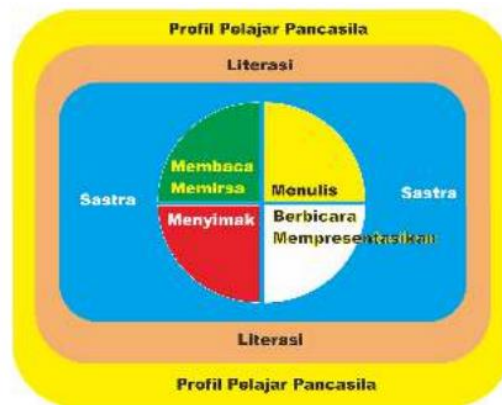 Profil Pelajar Pancasila
Literasi
Membaca
Memirsa
Menulis
Sastra
Sastra
Menyimak
Berbicara
Mempresentasikan
Literasi
Profil Pelajar Pancasila